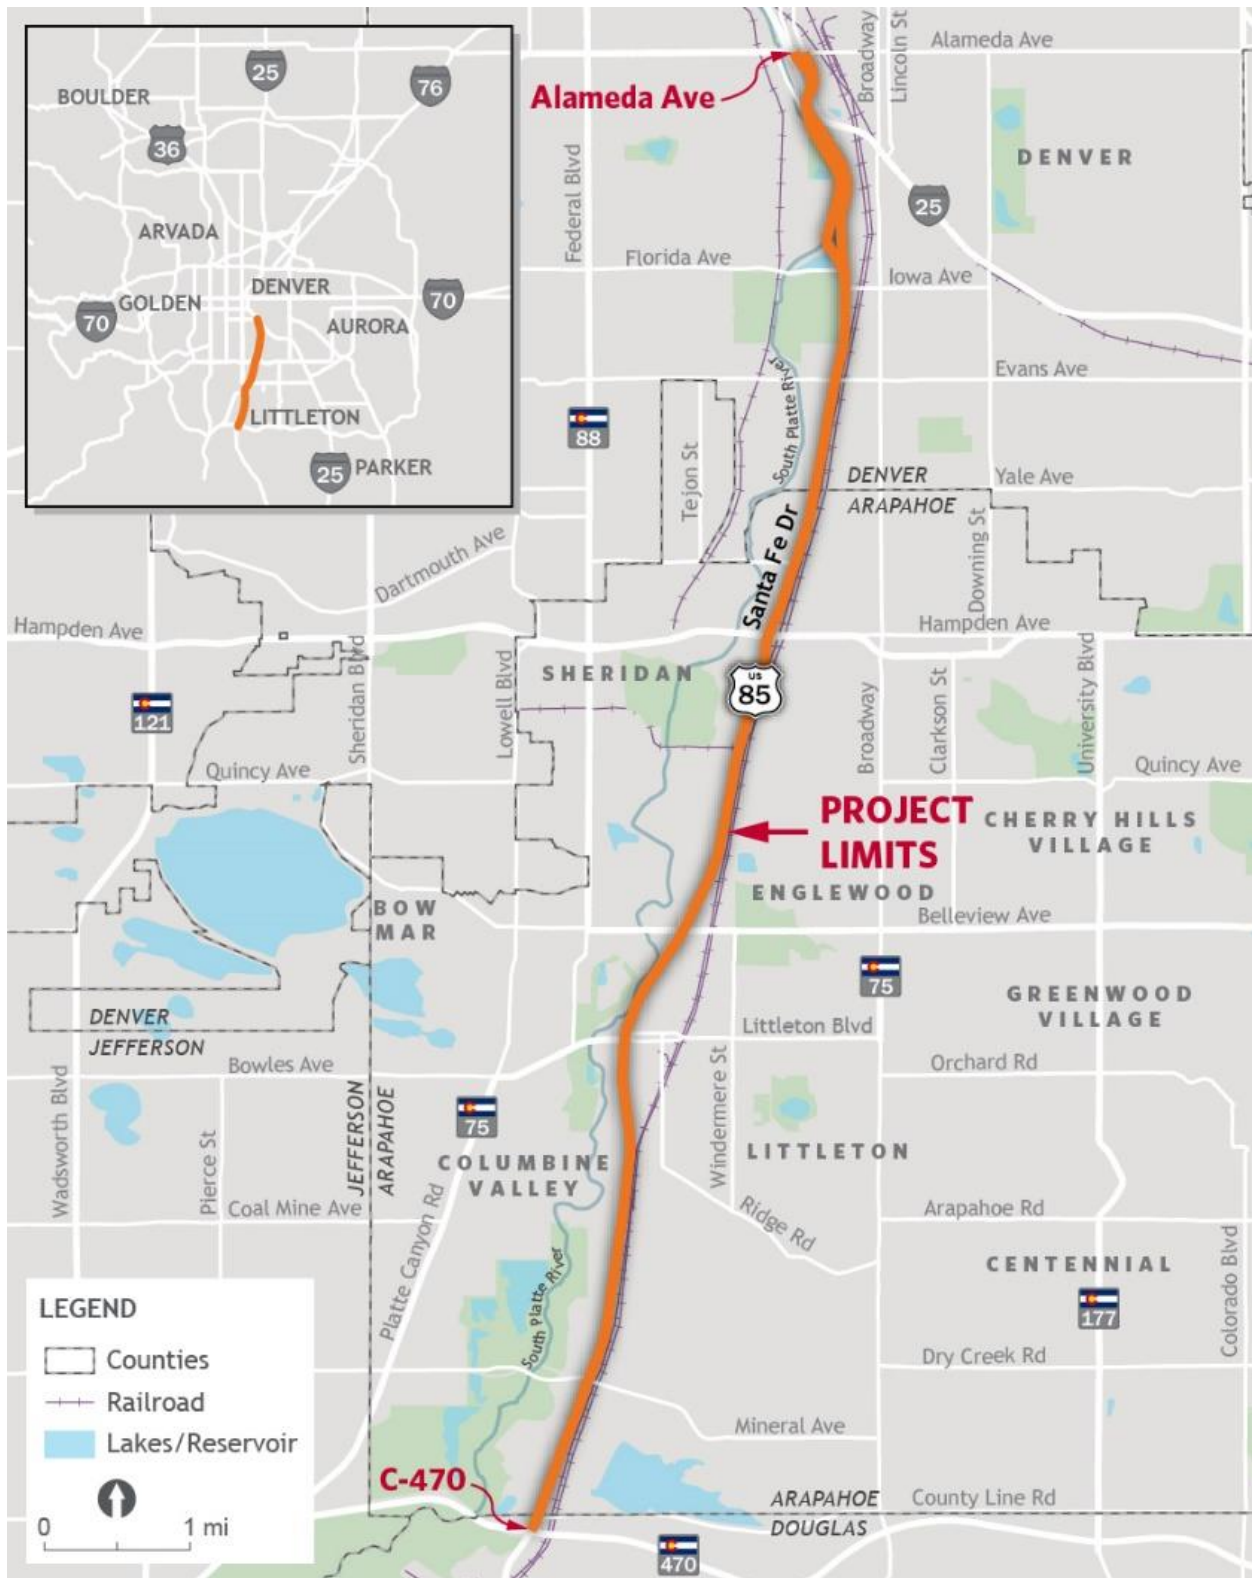 25
76
BOULDER
36
ARVADA
DENVER
70
GOLDEN
70
AURORA
LITTLETON
25
PARKER
Alameda Ave
Alameda Ave
Broadway
Lincoln St
Federal Blvd
DENVER
25
Florida Ave
Iowa Ave
South Platte River
Evans Ave
88
Tejon St
DENVER
ARAPAHOE
Yale Ave
Santa Fe Dr
Downing St
Dartmouth Ave
Hampden Ave
Hampden Ave
Sheridan Blvd
Lowell Blvd
SHERIDAN
US
85
121
Broadway
Clarkson St
University Blvd
Quincy Ave
Quincy Ave
PROJECT
LIMITS
CHERRY HILLS
VILLAGE
ENGLEWOOD
BOW
MAR
Belleview Ave
75
GREENWOOD
VILLAGE
DENVER
JEFFERSON
Littleton Blvd
Bowles Ave
Orchard Rd
Wadsworth Blvd
Pierce St
JEFFERSON
ARAPAHOE
75
Windermere St
COLUMBINE
VALLEY
LITTLETON
Coal Mine Ave
Platte Canyon Rd
Ridge Rd
Arapahoe Rd
CENTENNIAL
177
Colorado Blvd
South Platte River
Dry Creek Rd
Mineral Ave
C-470
ARAPAHOE
DOUGLAS
County Line Rd
470
LEGEND
Counties
Railroad
Lakes/Reservoir
0 1 mi